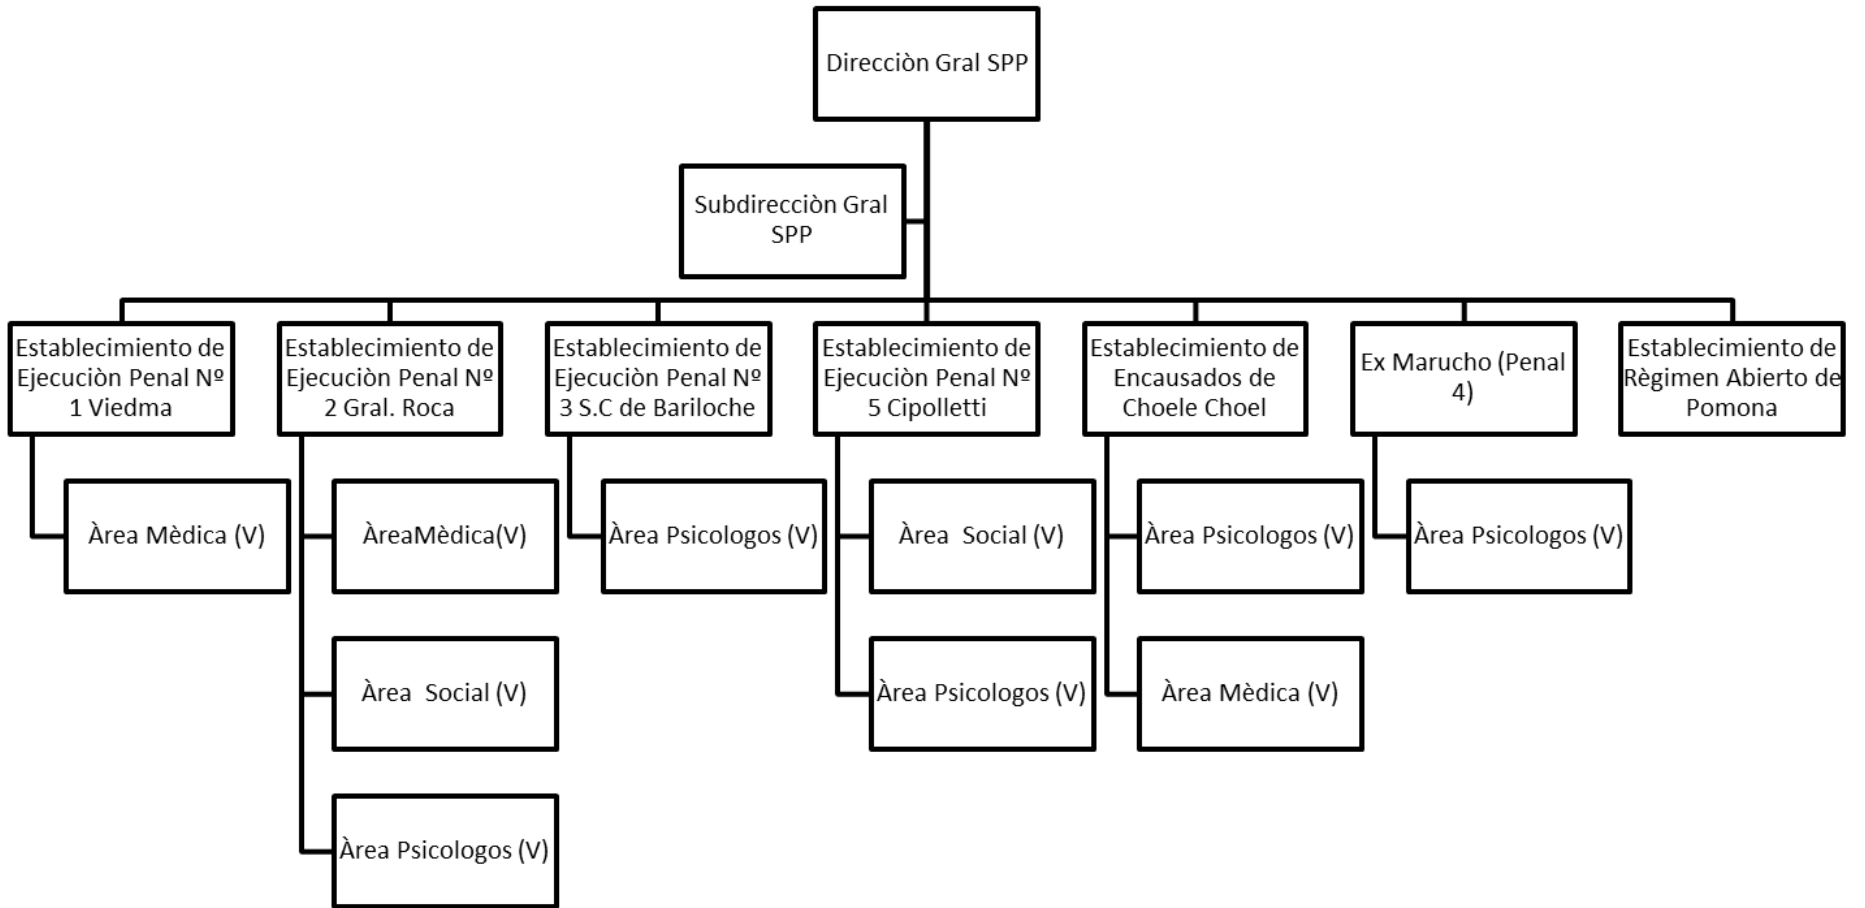 Direcciòn Gral SPP
Subdirecciòn Gral
SPP
Establecimiento de
Ejecuciòn Penal Nº
1 Viedma
Establecimiento de
Ejecuciòn Penal Nº
2 Gral. Roca
Establecimiento de
Ejecuciòn Penal Nº
3 S.C de Bariloche
Establecimiento de
Ejecuciòn Penal Nº
5 Cipolletti
Establecimiento de
Encausados de
Choele Choel
Ex Marucho (Penal
4)
Establecimiento de
Règimen Abierto de
Pomona
Àrea Mèdica (V)
ÀreaMèdica(V)
Àrea Psicologos (V)
Àrea  Social (V)
Àrea Psicologos (V)
Àrea Psicologos (V)
Àrea  Social (V)
Àrea Psicologos (V)
Àrea Mèdica (V)
Àrea Psicologos (V)